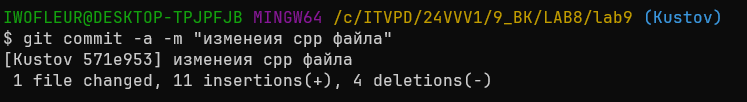 IWOFLEUR@DESKTOP-TPJPFJB MINGW64 /c/ITVPD/24VVV1/9_BK/LAB8/lab9 (Kustov)
$ git commit -a -m "изменеия cpp файла"
[Kustov 571e953] изменеия cpp файла
 1 file changed, 11 insertions(+), 4 deletions(-)